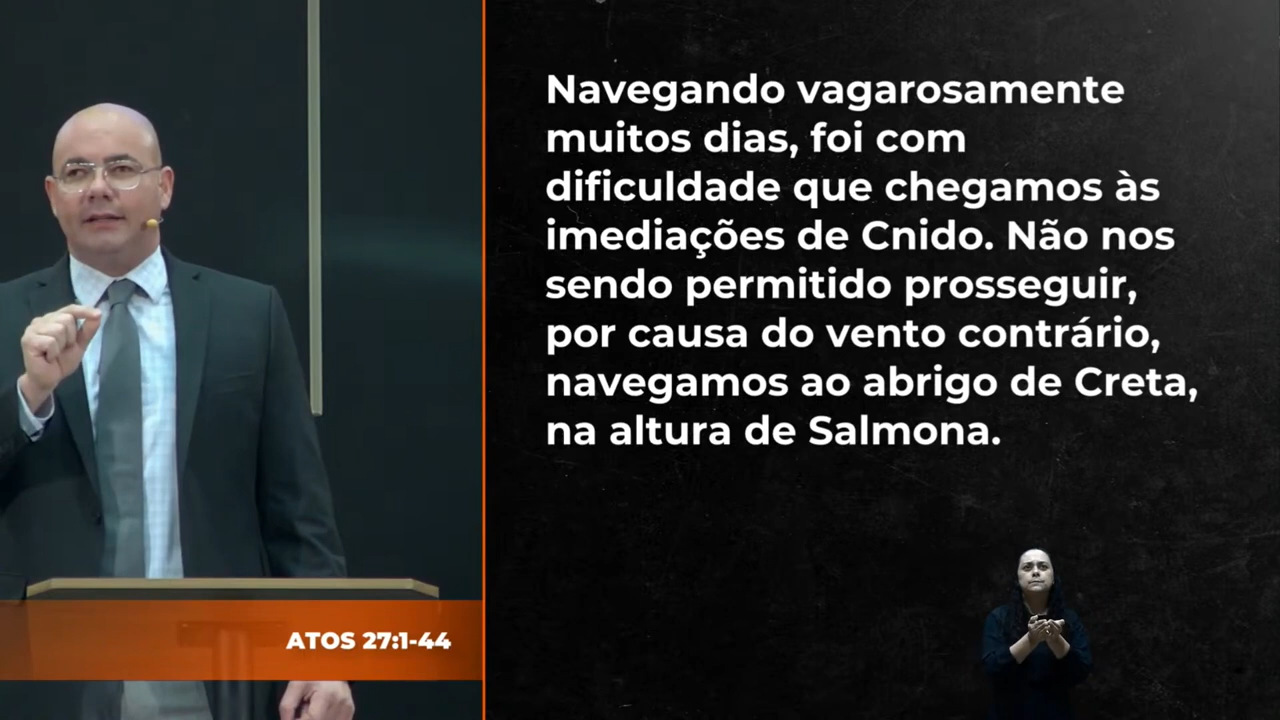 Navegando vagarosamente
muitos dias, foi com
dificuldade que chegamos às
imediações de Cnido. Não nos
sendo permitido prosseguir,
por causa do vento contrário,
navegamos ao abrigo de Creta,
na altura de Salmona.
ATOS 27:1-44